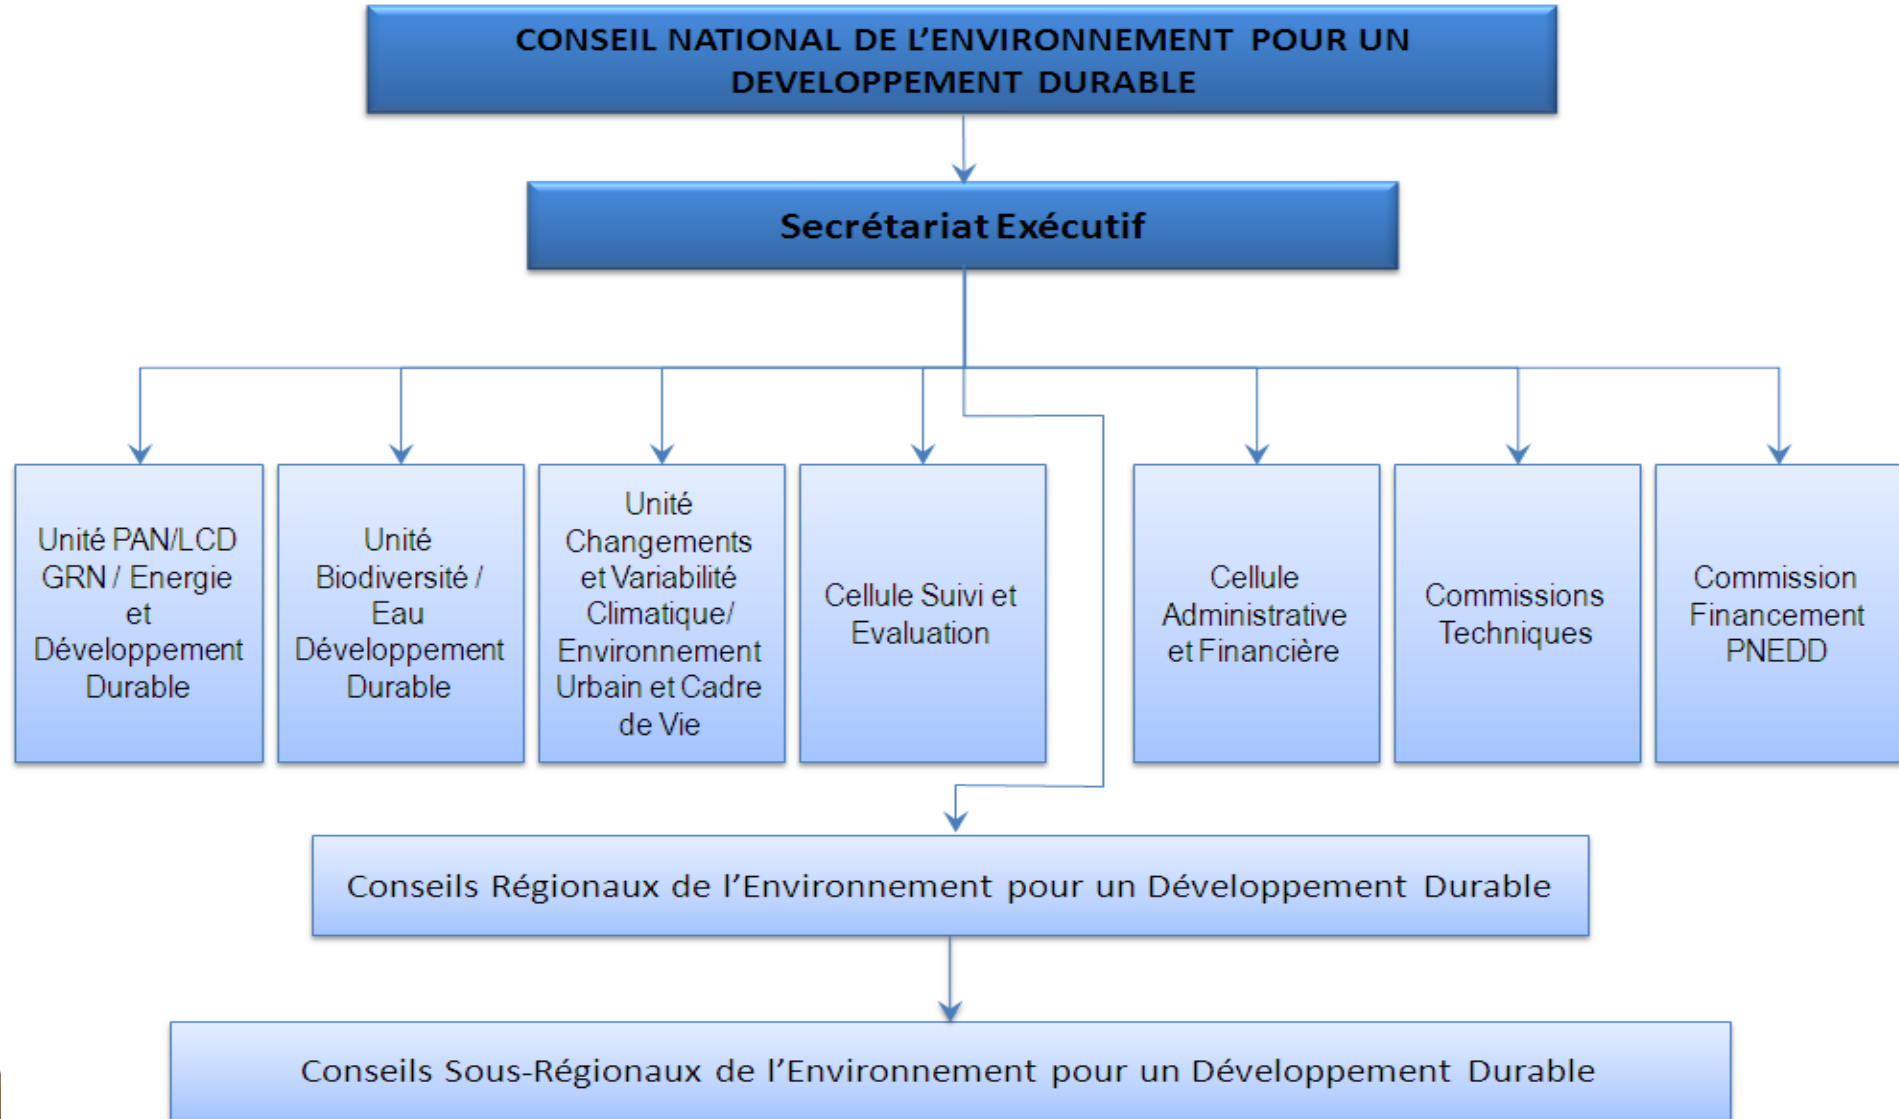 CONSEIL NATIONAL DE L’ENVIRONNEMENT POUR UN
DEVELOPPEMENT DURABLE
Secrétariat Exécutif
Unité PAN/LCD
GRN / Energie
et
Développement
Durable
Unité
Biodiversité /
Eau
Développement
Durable
Unité
Changements
et Variabilité
Climatique/
Environnement
Urbain et Cadre
de Vie
Cellule Suivi et
Evaluation
Cellule
Administrative
et Financière
Commissions
Techniques
Commission
Financement
PNEDD
Conseils Régionaux de l’Environnement pour un Développement Durable
Conseils Sous-Régionaux de l’Environnement pour un Développement Durable